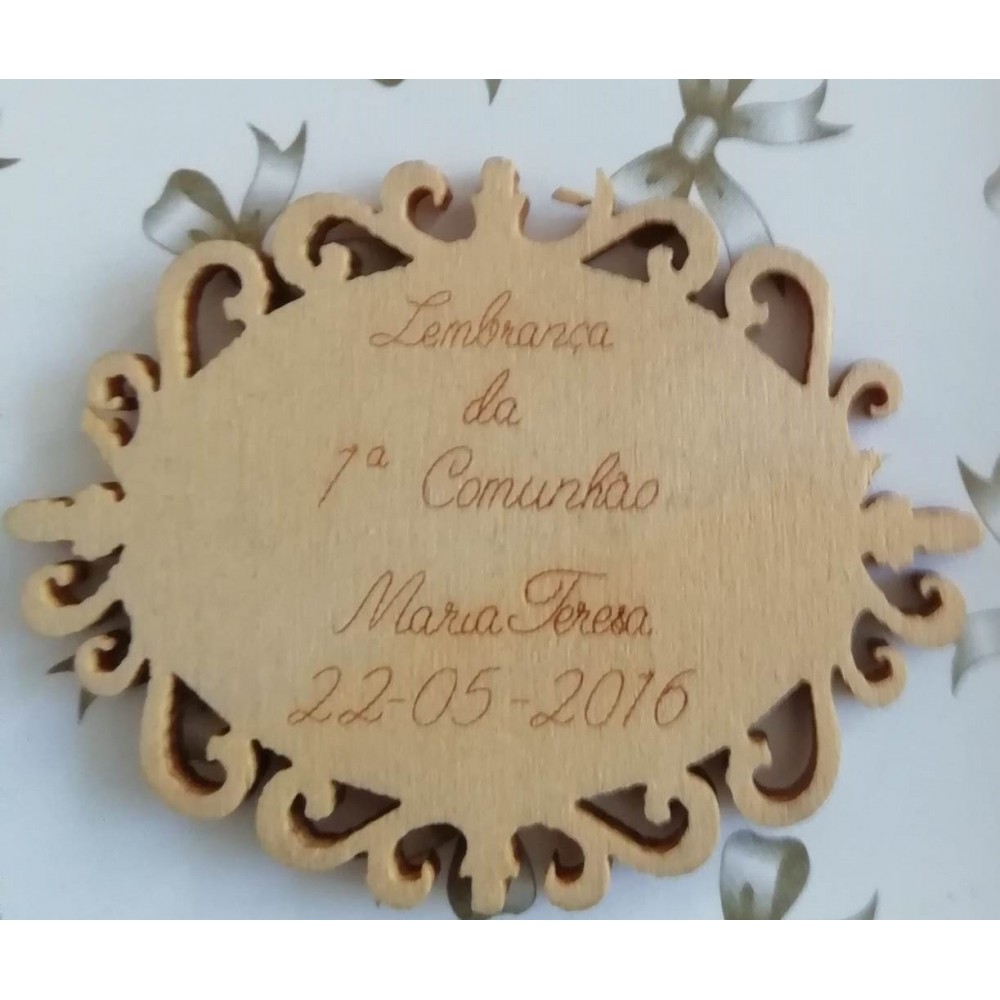 Lembrança
da
1ª Comunhão
Maria Teresa
22-05-2016